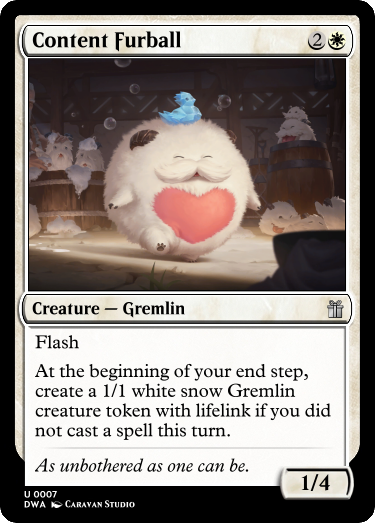 Content Furball 2
Creature — Gremlin
Flash
At the beginning of your end step,
create a 1/1 white snow Gremlin
creature token with lifelink if you did
not cast a spell this turn.
As unbothered as one can be.
1/4
U 0007
DWA CARAVAN STUDIO